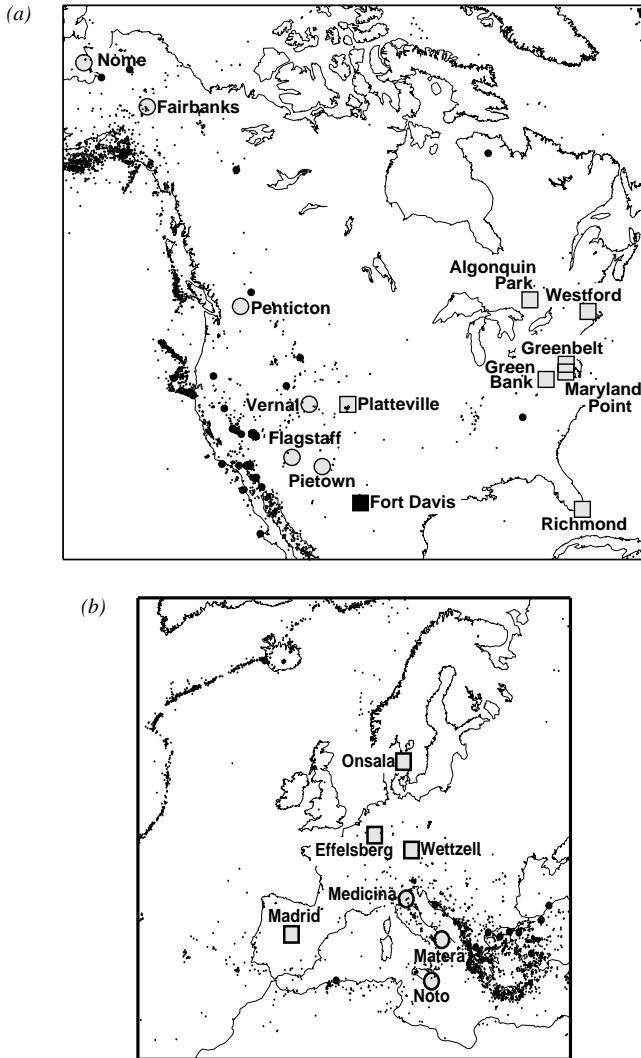 (a)
Nome
Fairbanks
Algonquin
Park
Westford
Penticton
Greenbelt
Green
Bank
Maryland
Point
Vernal
Platteville
Flagstaff
Pietown
Fort Davis
Richmond
(b)
Onsala
Effelsberg
Wettzell
Medicina
Madrid
Matera
Noto